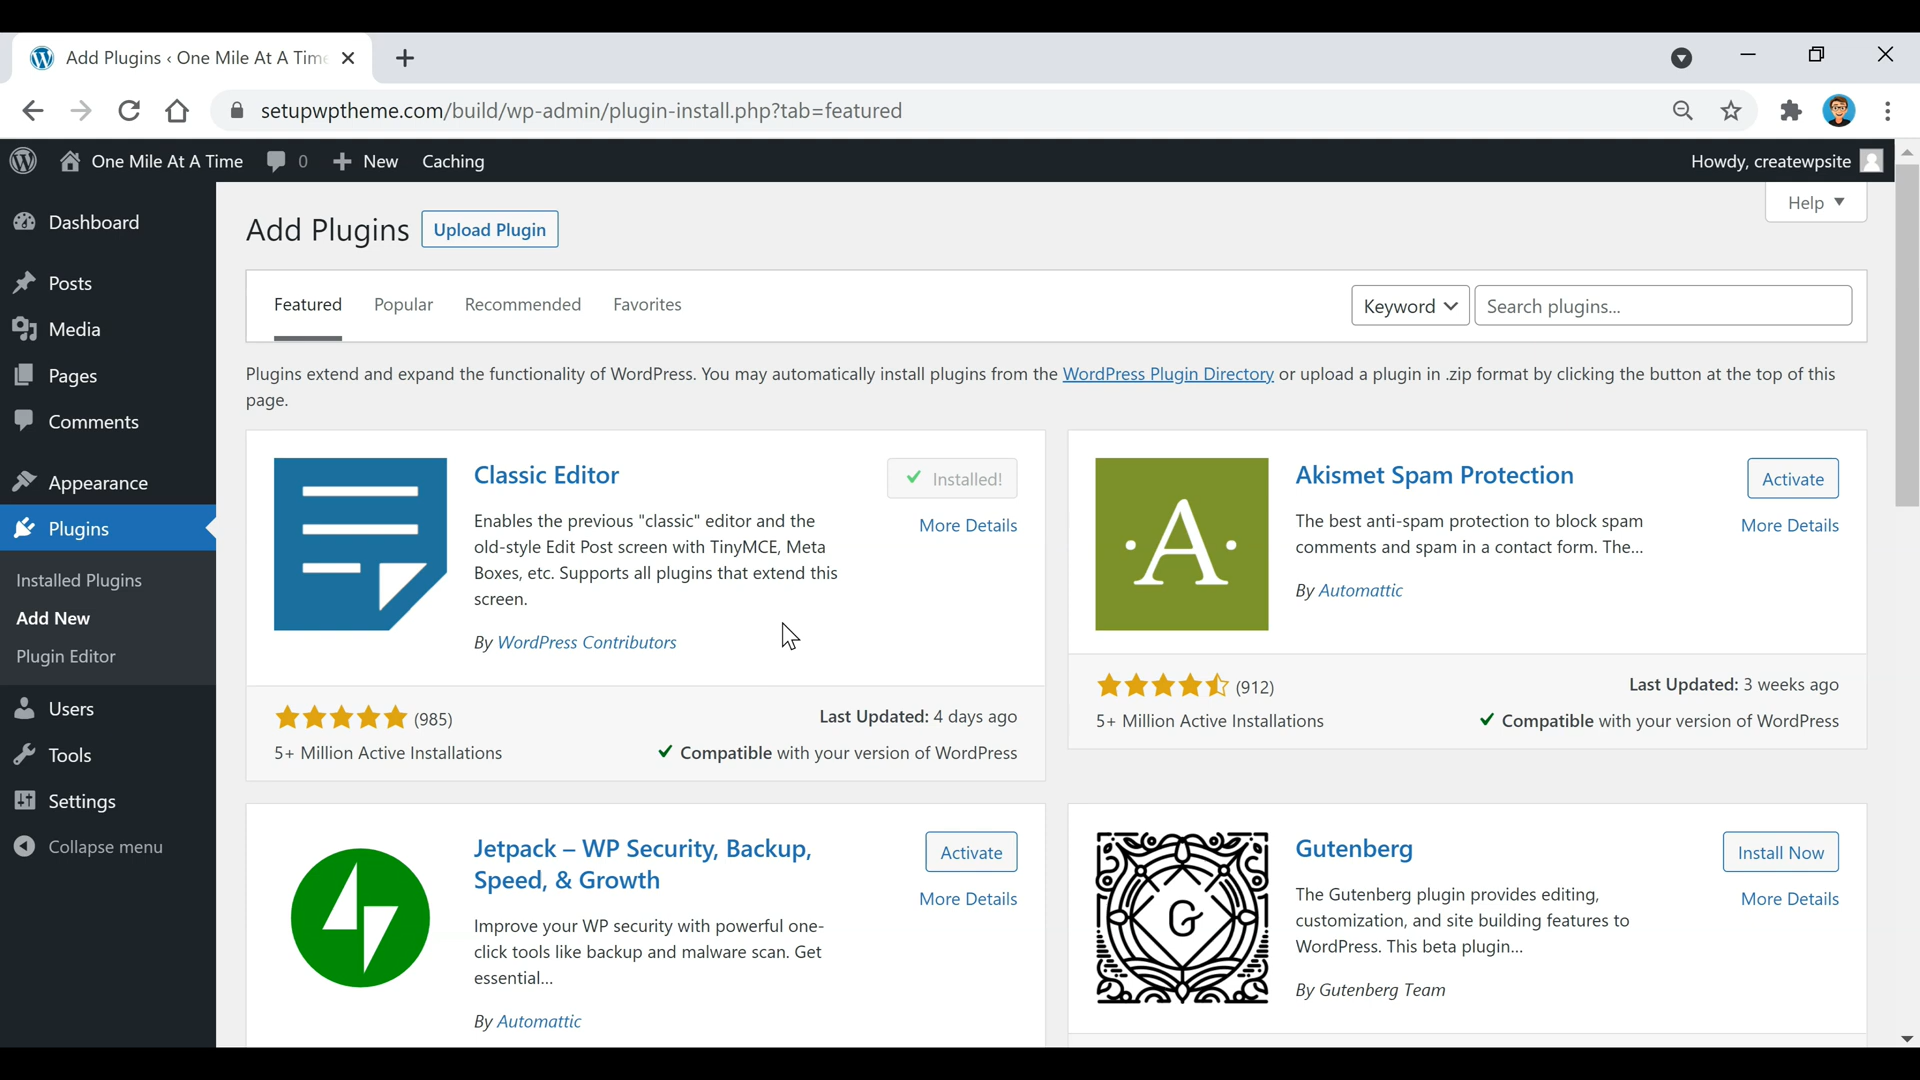 Add Plugins ‹ One Mile At A Time
setupwptheme.com/build/wp-admin/plugin-install.php?tab=featured
One Mile At A Time 0 New Caching Howdy, createwpsite
Help
Dashboard
Posts
Media
Pages
Comments
Appearance
Plugins
Installed Plugins
Add New
Plugin Editor
Users
Tools
Settings
Collapse menu
Add Plugins Upload Plugin
Featured Popular Recommended Favorites Keyword Search plugins...
Plugins extend and expand the functionality of WordPress. You may automatically install plugins from the WordPress Plugin Directory or upload a plugin in .zip format by clicking the button at the top of this
page.
Classic Editor
Installed!
More Details
Enables the previous "classic" editor and the
old-style Edit Post screen with TinyMCE, Meta
Boxes, etc. Supports all plugins that extend this
screen.
By WordPress Contributors
(985)
Last Updated: 4 days ago
5+ Million Active Installations
Compatible with your version of WordPress
Akismet Spam Protection
Activate
More Details
The best anti-spam protection to block spam
comments and spam in a contact form. The...
By Automattic
A
(912)
Last Updated: 3 weeks ago
5+ Million Active Installations
Compatible with your version of WordPress
Jetpack – WP Security, Backup,
Speed, & Growth
Activate
More Details
Improve your WP security with powerful one-
click tools like backup and malware scan. Get
essential...
By Automattic
Gutenberg
Install Now
More Details
The Gutenberg plugin provides editing,
customization, and site building features to
WordPress. This beta plugin...
By Gutenberg Team
G